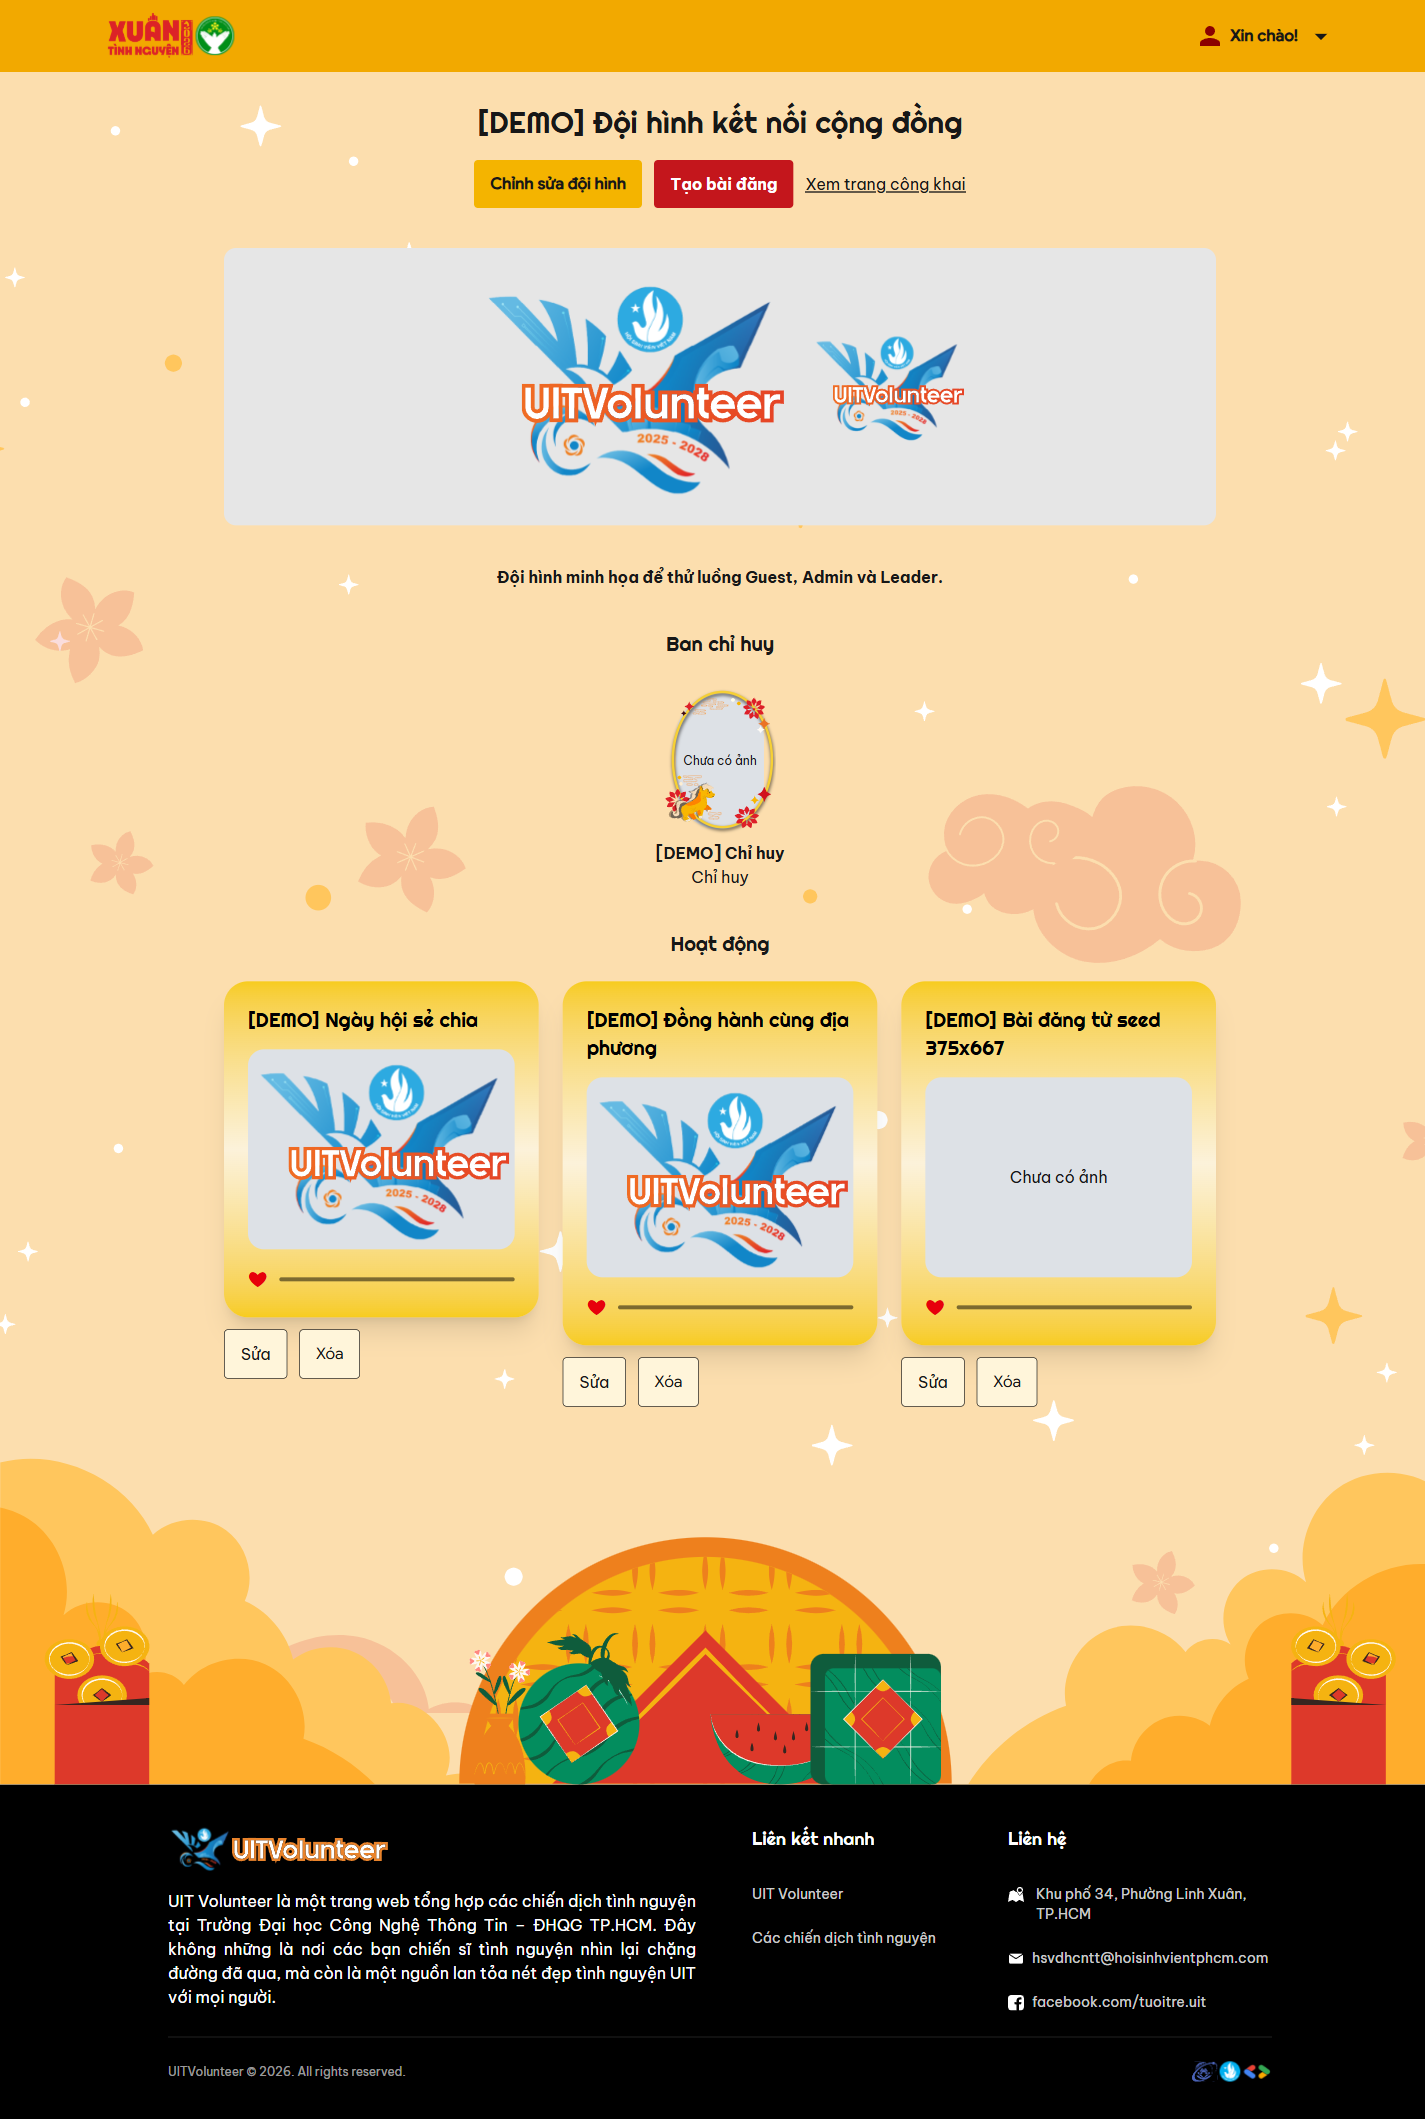 XUÂN
TÌNH NGUYỆN
Xin chào!
[DEMO] Đội hình kết nối cộng đồng
Chỉnh sửa đội hình
Tạo bài đăng
Xem trang công khai
UITVolunteer
2025 - 2028
UITVolunteer
2025 - 2028
Đội hình minh họa để thử luồng Guest, Admin và Leader.
Ban chỉ huy
Chưa có ảnh
[DEMO] Chỉ huy
Chỉ huy
Hoạt động
[DEMO] Ngày hội sẻ chia
UITVolunteer
2025 - 2028
Sửa
Xóa
[DEMO] Đồng hành cùng địa
phương
UITVolunteer
2025 - 2028
Sửa
Xóa
[DEMO] Bài đăng từ seed
375x667
Chưa có ảnh
Sửa
Xóa
UITVolunteer
UIT Volunteer là một trang web tổng hợp các chiến dịch tình nguyện
tại Trường Đại học Công Nghệ Thông Tin – ĐHQG TP.HCM. Đây
không những là nơi các bạn chiến sĩ tình nguyện nhìn lại chặng
đường đã qua, mà còn là một nguồn lan tỏa nét đẹp tình nguyện UIT
với mọi người.
Liên kết nhanh
UIT Volunteer
Các chiến dịch tình nguyện
Liên hệ
Khu phố 34, Phường Linh Xuân,
TP.HCM
hsvdhcntt@hoisinhvientphcm.com
facebook.com/tuoitre.uit
UITVolunteer © 2026. All rights reserved.